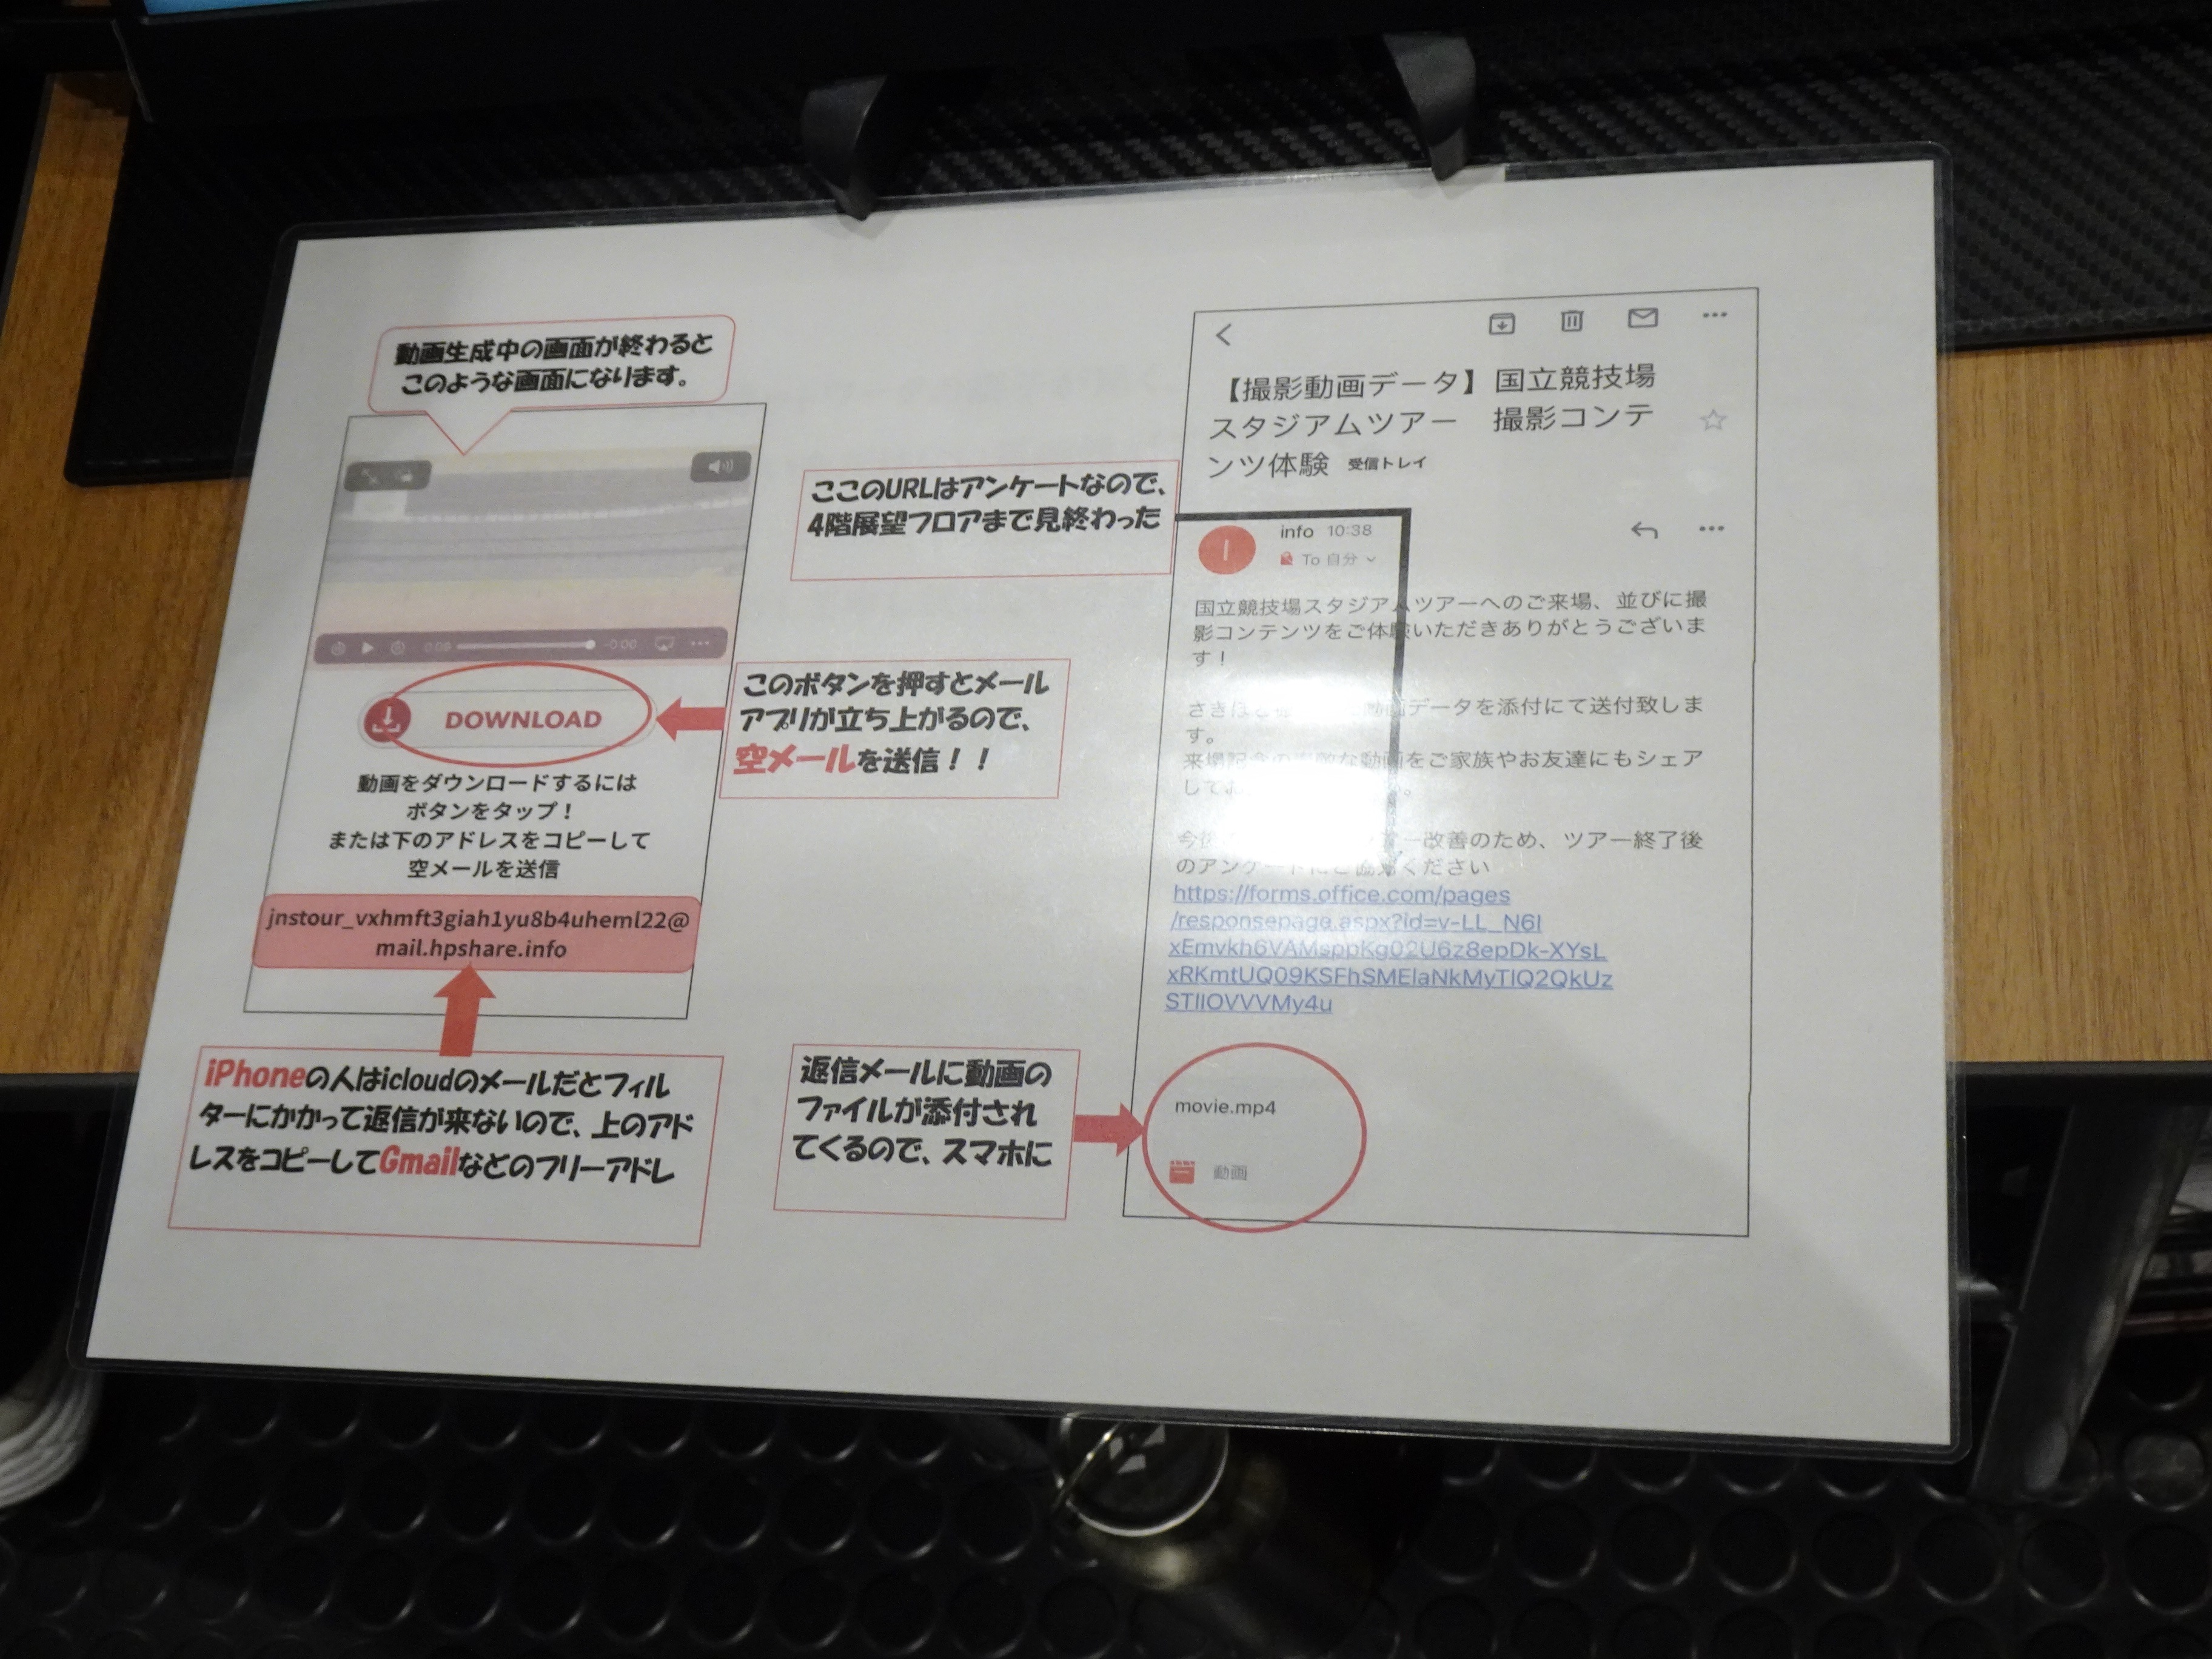 動画生成中の画面が終わると
このような画面になります。
DOWNLOAD
動画をダウンロードするには
ボタンをタップ！
または下のアドレスをコピーして
空メールを送信
jnstour_vxhmft3giah1yu8b4uheml22@
mail.hpshare.info
iPhoneの人はicloudのメールだとフィル
ターにかかって返信が来ないので、上のアド
レスをコピーしてGmailなどのフリーアドレ
このボタンを押すとメール
アプリが立ち上がるので、
空メールを送信！！
ここのURLはアンケートなので、
4階展望フロアまで見終わった
返信メールに動画の
ファイルが添付され
てくるので、スマホに
【撮影動画データ】国立競技場
スタジアムツアー　撮影コンテ
ンツ体験 受信トレイ
I
info 10:38
To 自分
国立競技場スタジアムツアーへのご来場、並びに撮
影コンテンツをご体験いただきありがとうございま
す！
動画データを添付にて送付致しま
す。
動画をご家族やお友達にもシェア
改善のため、ツアー終了後
のアンケートにご協力ください
https://forms.office.com/pages
/responsepage.aspx?id=v-LL_N6I
xEmvkh6VAMsppKg02U6z8epDk-XYsL
xRKmtUQ09KSFhSMElaNkMyTlQ2QkUz
STIIOVVVMy4u
movie.mp4
動画